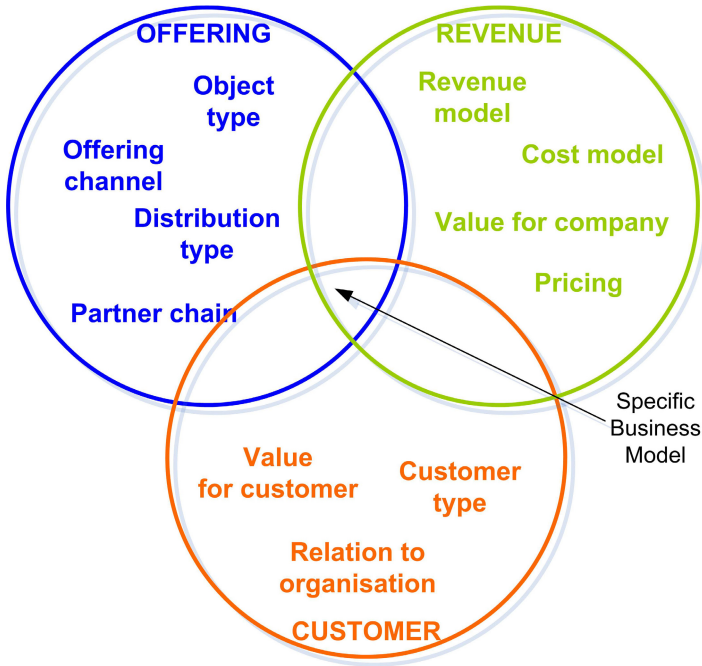 OFFERING
Object
type
Offering
channel
Distribution
type
Partner chain
REVENUE
Revenue
model
Cost model
Value for company
Pricing
Specific
Business
Model
Value
for customer
Customer
type
Relation to
organisation
CUSTOMER